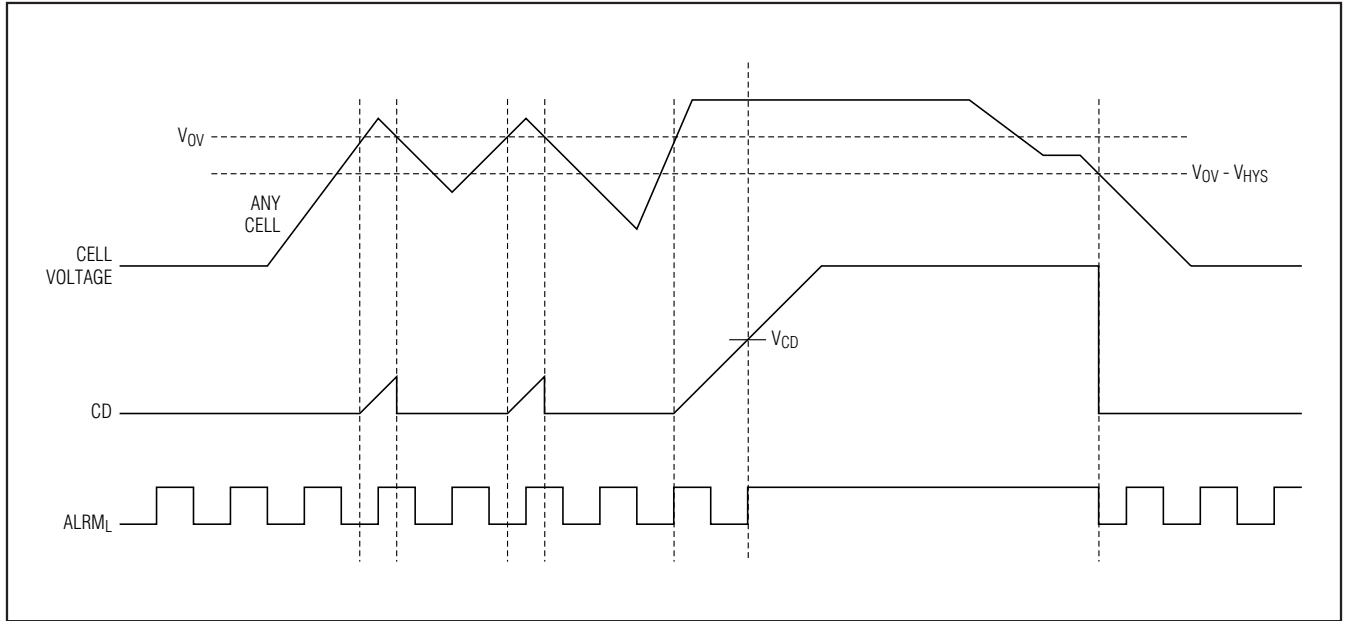 V_OV
V_OV - V_HYS
ANY
CELL
CELL
VOLTAGE
V_CD
CD
ALRM_L